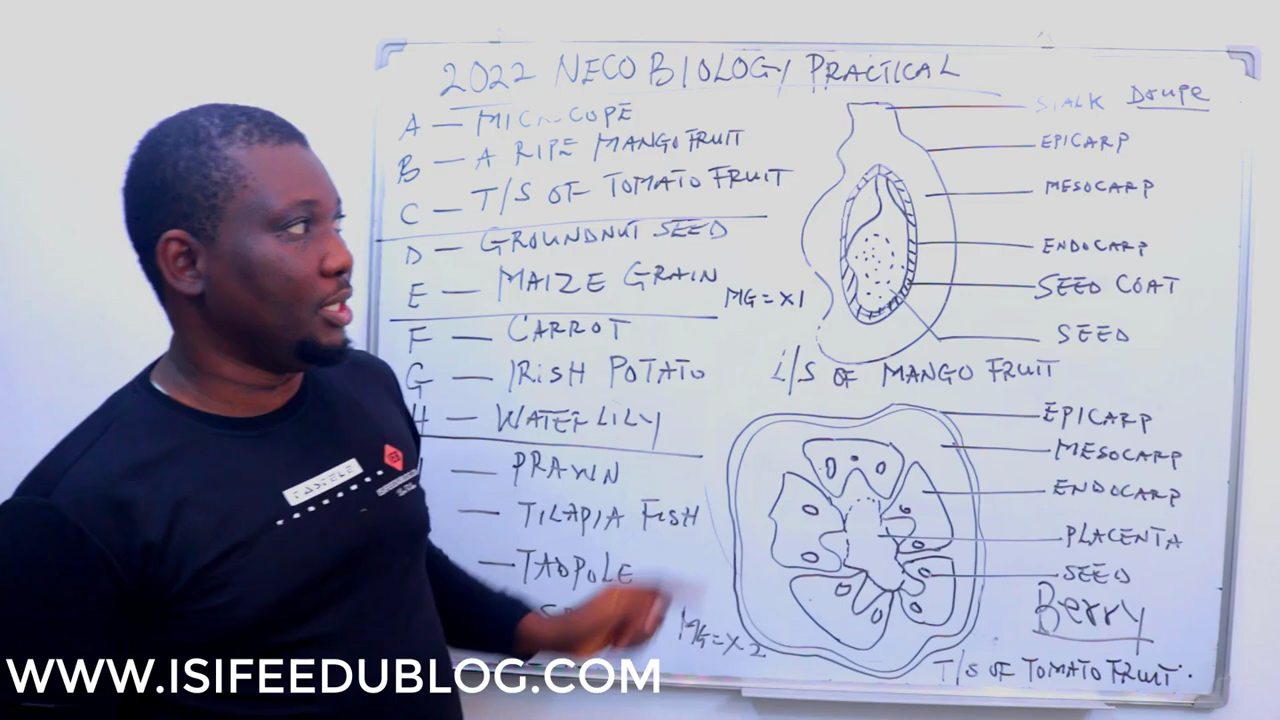 2022 NECO BIOLOGY PRACTICAL
A — MICROSCOPE
B — A RIPE MANGO FRUIT
C — T/S OF TOMATO FRUIT
D — GROUNDNUT SEED
E — MAIZE GRAIN
F — CARROT
G — IRISH POTATO
H — WATER LILY
— PRAWN
— TILAPIA FISH
— TADPOLE
STALK Drupe
EPICARP
MESOCARP
ENDOCARP
SEED COAT
SEED
MG = X1
L/S OF MANGO FRUIT
EPICARP
MESOCARP
ENDOCARP
PLACENTA
SEED
Berry
MG = X2
T/S OF TOMATO FRUIT.
WWW.ISIFEEDUBLOG.COM